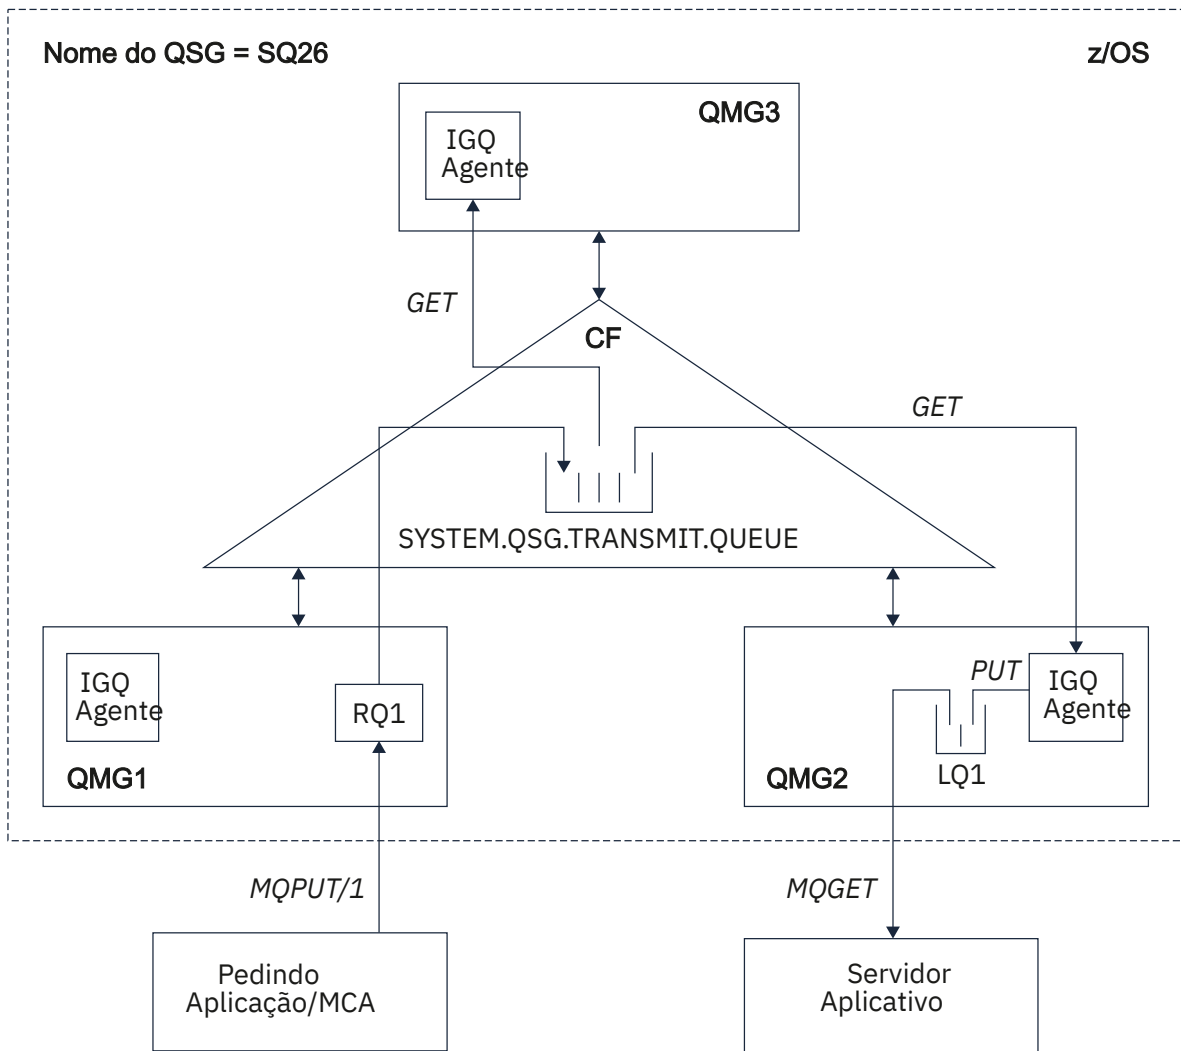 Nome do QSG = SQ26
z/OS
QMG3
IGQ
Agente
GET
CF
GET
SYSTEM.QSG.TRANSMIT.QUEUE
IGQ
Agente
RQ1
QMG1
PUT
IGQ
Agente
LQ1
QMG2
MQPUT/1
MQGET
Pedindo
Aplicação/MCA
Servidor
Aplicativo